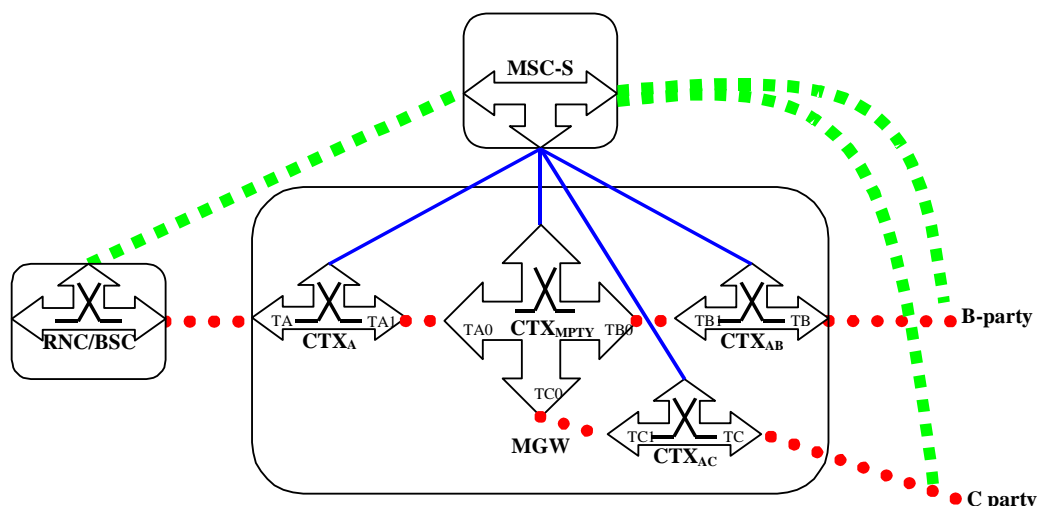 MSC-S
TA TA1 TA0 TB0 TB1 TB
RNC/BSC CTXA CTXMPTY CTXAB B-party
TC0
TC1 TC
MGW CTXAC
C party